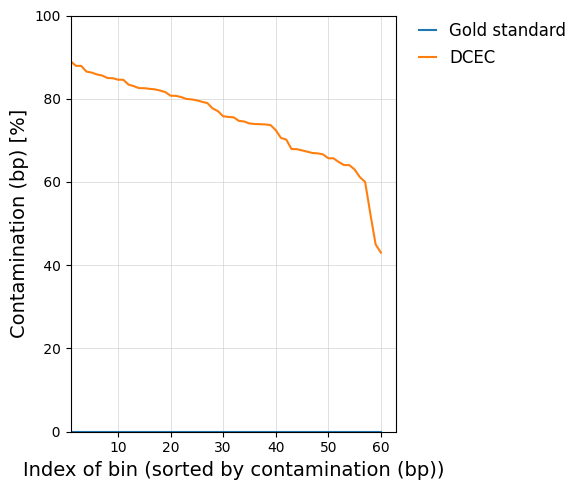 Gold standard
DCEC
Contamination (bp) [%]
100
80
60
40
20
0
10 20 30 40 50 60
Index of bin (sorted by contamination (bp))